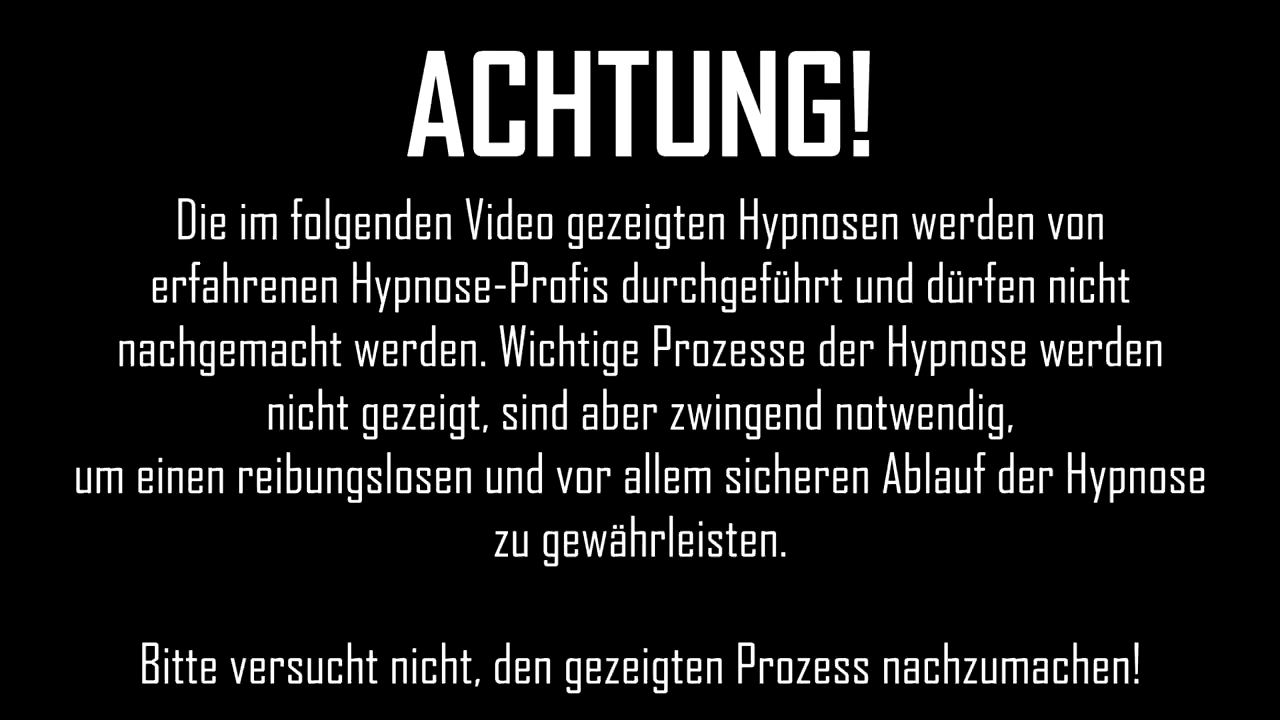 ACHTUNG!
Die im folgenden Video gezeigten Hypnosen werden von
erfahrenen Hypnose-Profis durchgeführt und dürfen nicht
nachgemacht werden. Wichtige Prozesse der Hypnose werden
nicht gezeigt, sind aber zwingend notwendig,
um einen reibungslosen und vor allem sicheren Ablauf der Hypnose
zu gewährleisten.
Bitte versucht nicht, den gezeigten Prozess nachzumachen!